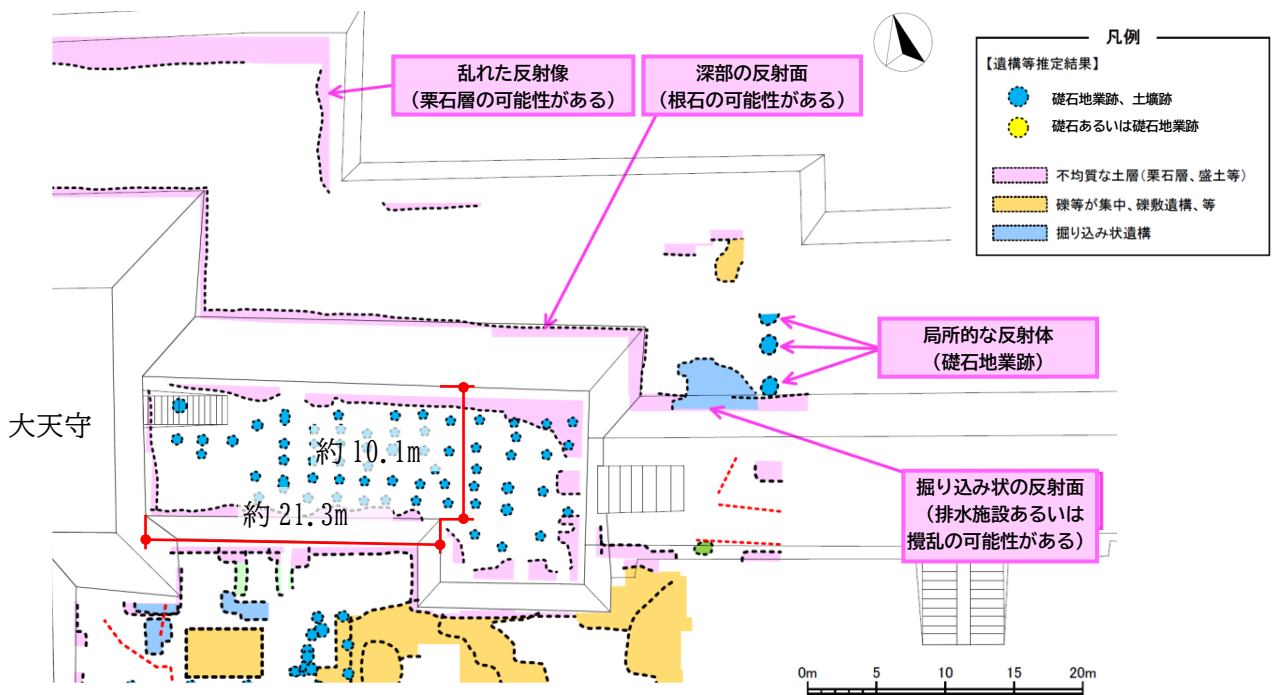 乱れた反射像
（栗石層の可能性がある）
深部の反射面
（根石の可能性がある）
凡例
【遺構等推定結果】
礎石地業跡、土壙跡
礎石あるいは礎石地業跡
不均質な土層（栗石層、盛土等）
礫等が集中、礫敷遺構、等
掘り込み状遺構
局所的な反射体
（礎石地業跡）
大天守
約10.1m
約21.3m
掘り込み状の反射面
（排水施設あるいは
攪乱の可能性がある）
0m 5 10 15 20m